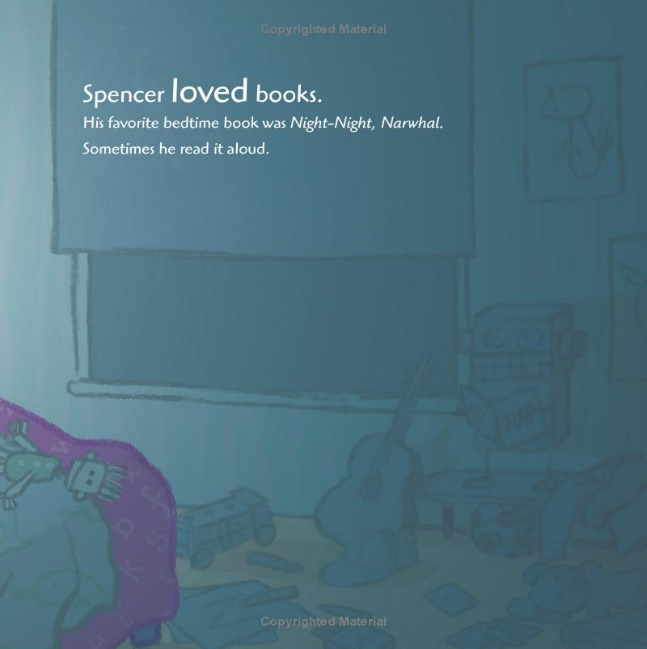 Copyrighted Material
Spencer loved books.
His favorite bedtime book was Night-Night, Narwhal.
Sometimes he read it aloud.
Copyrighted Material